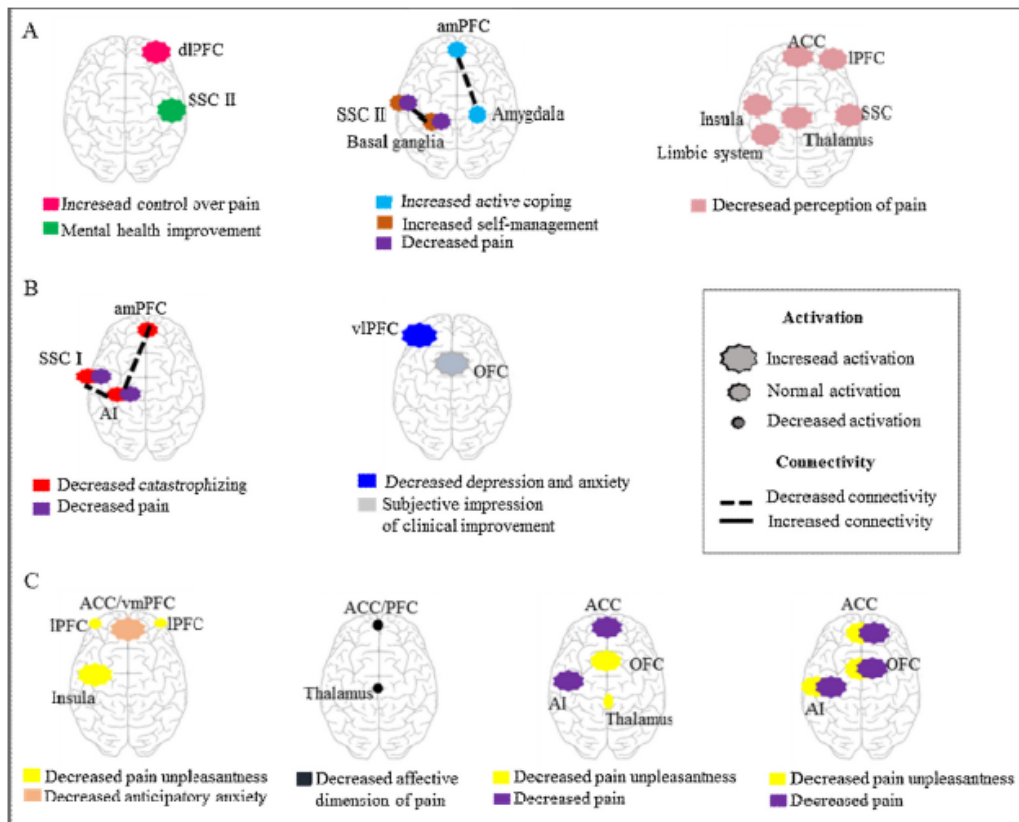 A
dlPFC
SSC II
Incresead control over pain
Mental health improvement
amPFC
SSC II
Amygdala
Basal ganglia
Increased active coping
Increased self-management
Decreased pain
ACC
lPFC
Insula
SSC
Limbic system
Thalamus
Decresead perception of pain
B
amPFC
SSC I
AI
Decreased catastrophizing
Decreased pain
vlPFC
OFC
Decreased depression and anxiety
Subjective impression
of clinical improvement
Activation
Incresead activation
Normal activation
Decreased activation
Connectivity
Decreased connectivity
Increased connectivity
C
ACC/vmPFC
lPFC
lPFC
Insula
Decreased pain unpleasantness
Decreased anticipatory anxiety
ACC/PFC
Thalamus
Decreased affective
dimension of pain
ACC
OFC
AI
Thalamus
Decreased pain unpleasantness
Decreased pain
ACC
OFC
AI
Decreased pain unpleasantness
Decreased pain